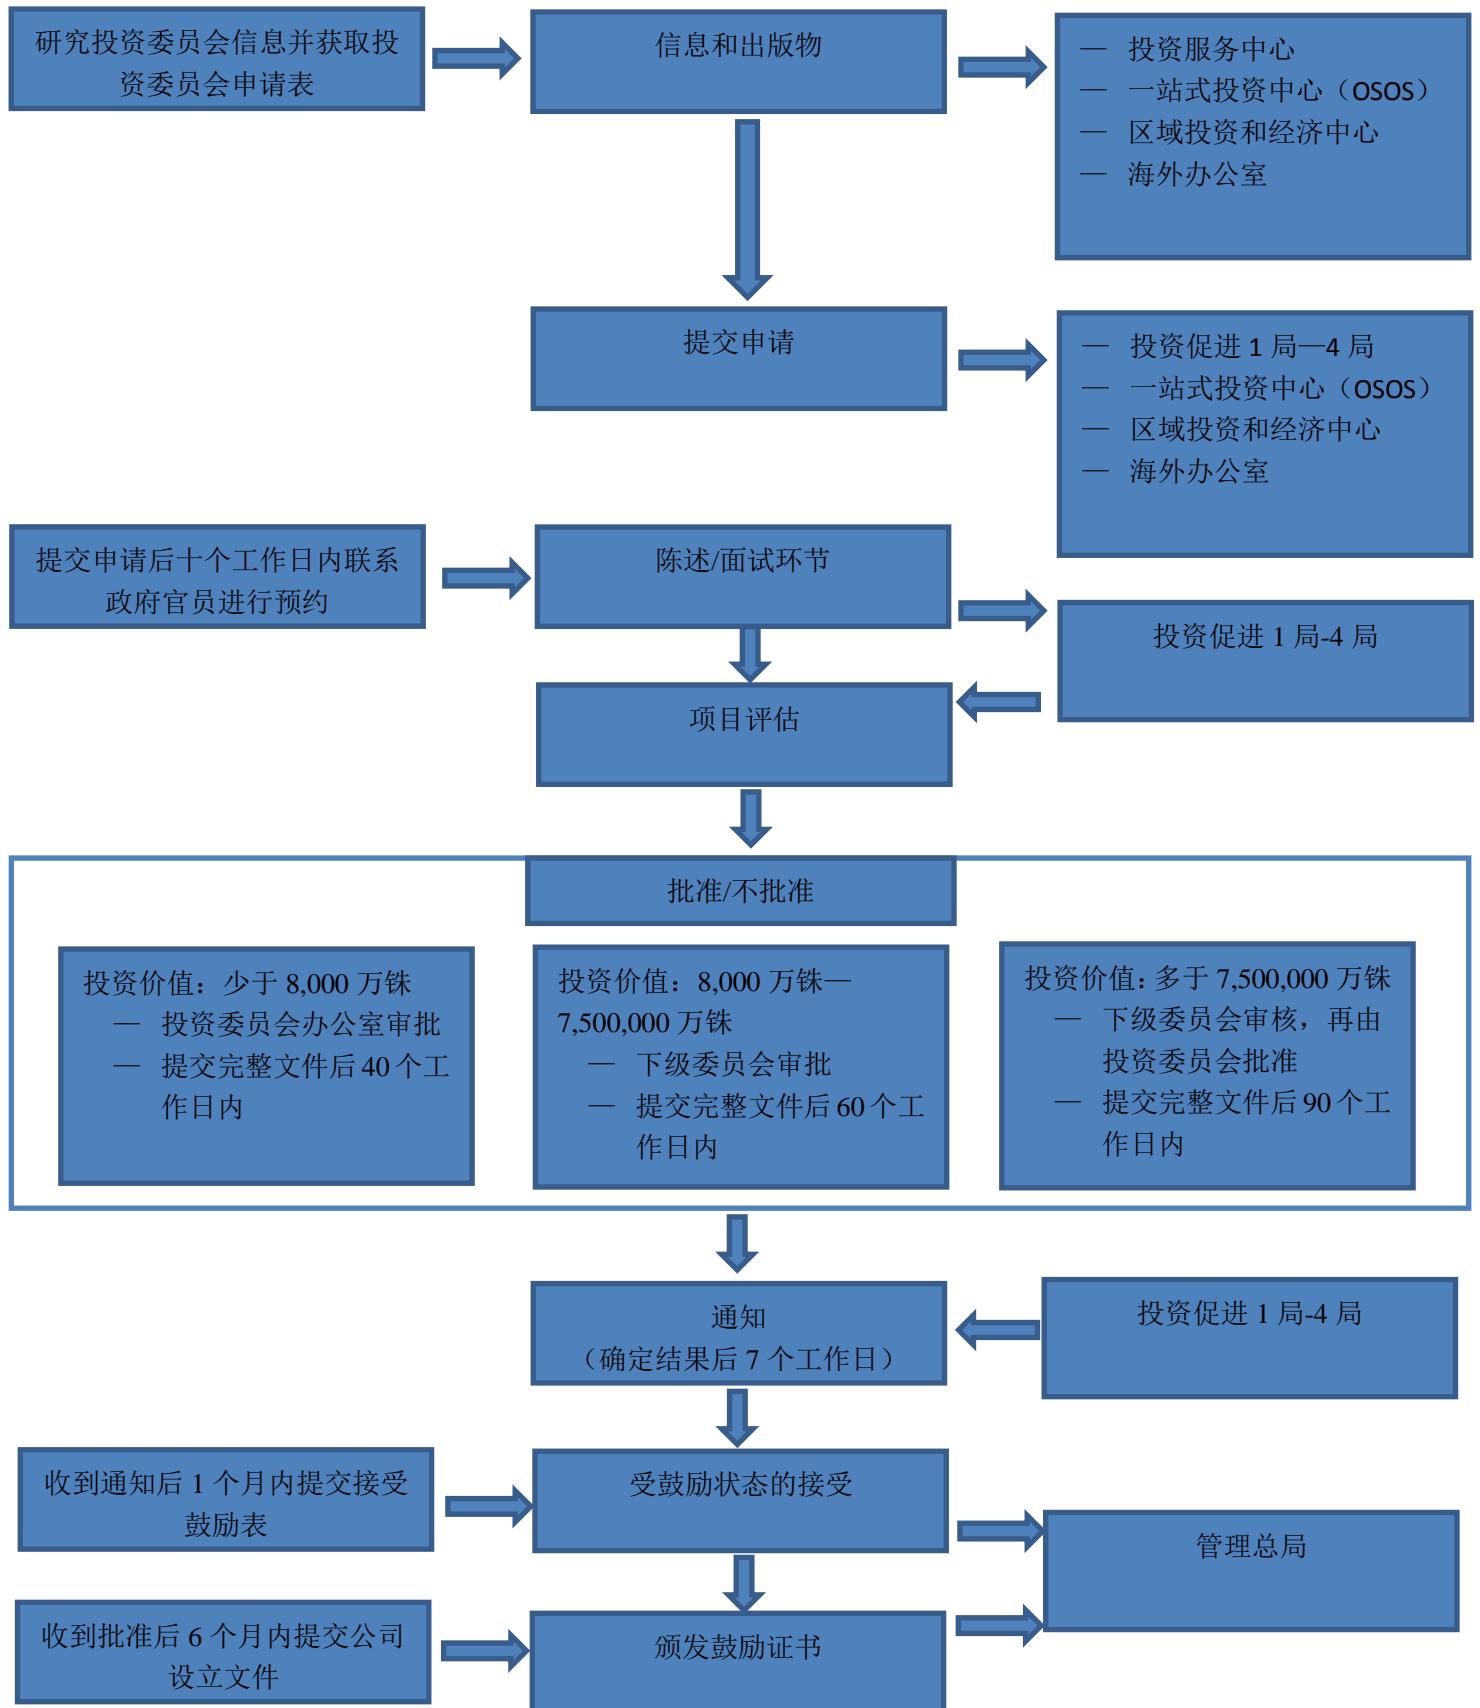 研究投资委员会信息并获取投
资委员会申请表
信息和出版物
— 投资服务中心
— 一站式投资中心（OSOS）
— 区域投资和经济中心
— 海外办公室
提交申请
— 投资促进 1 局—4 局
— 一站式投资中心（OSOS）
— 区域投资和经济中心
— 海外办公室
提交申请后十个工作日内联系
政府官员进行预约
陈述/面试环节
投资促进 1 局-4 局
项目评估
批准/不批准
投资价值：少于 8,000 万铢
— 投资委员会办公室审批
— 提交完整文件后 40 个工
作日内
投资价值：8,000 万铢—
7,500,000 万铢
— 下级委员会审批
— 提交完整文件后 60 个工
作日内
投资价值：多于 7,500,000 万铢
— 下级委员会审核，再由
投资委员会批准
— 提交完整文件后 90 个工
作日内
通知
（确定结果后 7 个工作日）
投资促进 1 局-4 局
收到通知后 1 个月内提交接受
鼓励表
受鼓励状态的接受
管理总局
收到批准后 6 个月内提交公司
设立文件
颁发鼓励证书